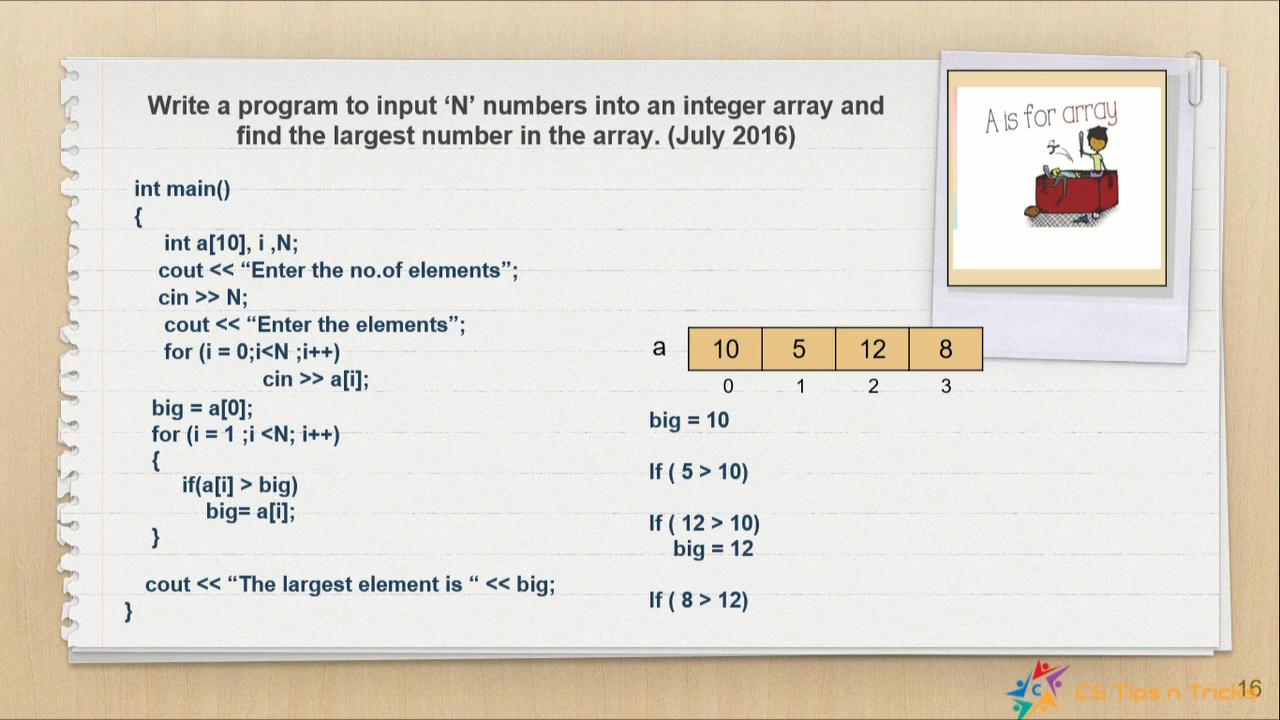 Write a program to input ‘N’ numbers into an integer array and
find the largest number in the array. (July 2016)
A is for array
int main()
{
int a[10], i ,N;
cout << “Enter the no.of elements”;
cin >> N;
cout << “Enter the elements”;
for (i = 0;i<N ;i++)
cin >> a[i];
big = a[0];
for (i = 1 ;i <N; i++)
{
if(a[i] > big)
big= a[i];
}
cout << “The largest element is “ << big;
}
a 10 5 12 8
0 1 2 3
big = 10
If ( 5 > 10)
If ( 12 > 10)
big = 12
If ( 8 > 12)
C CS Tips n Tricks
16